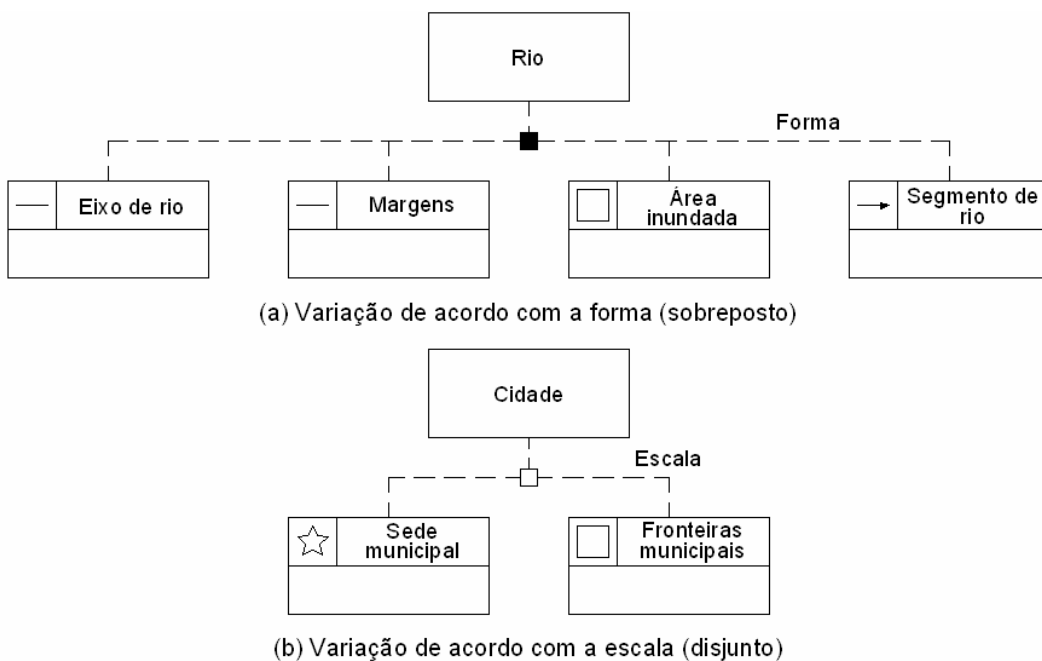 Rio
Forma
Eixo de rio
Margens
Área
inundada
Segmento de
rio
(a) Variação de acordo com a forma (sobreposto)
Cidade
Escala
Sede
municipal
Fronteiras
municipais
(b) Variação de acordo com a escala (disjunto)